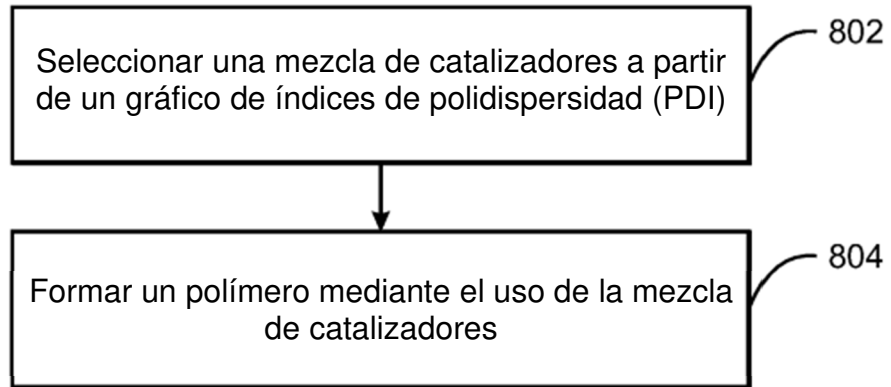 802
Seleccionar una mezcla de catalizadores a partir
de un gráfico de índices de polidispersidad (PDI)
804
Formar un polímero mediante el uso de la mezcla
de catalizadores